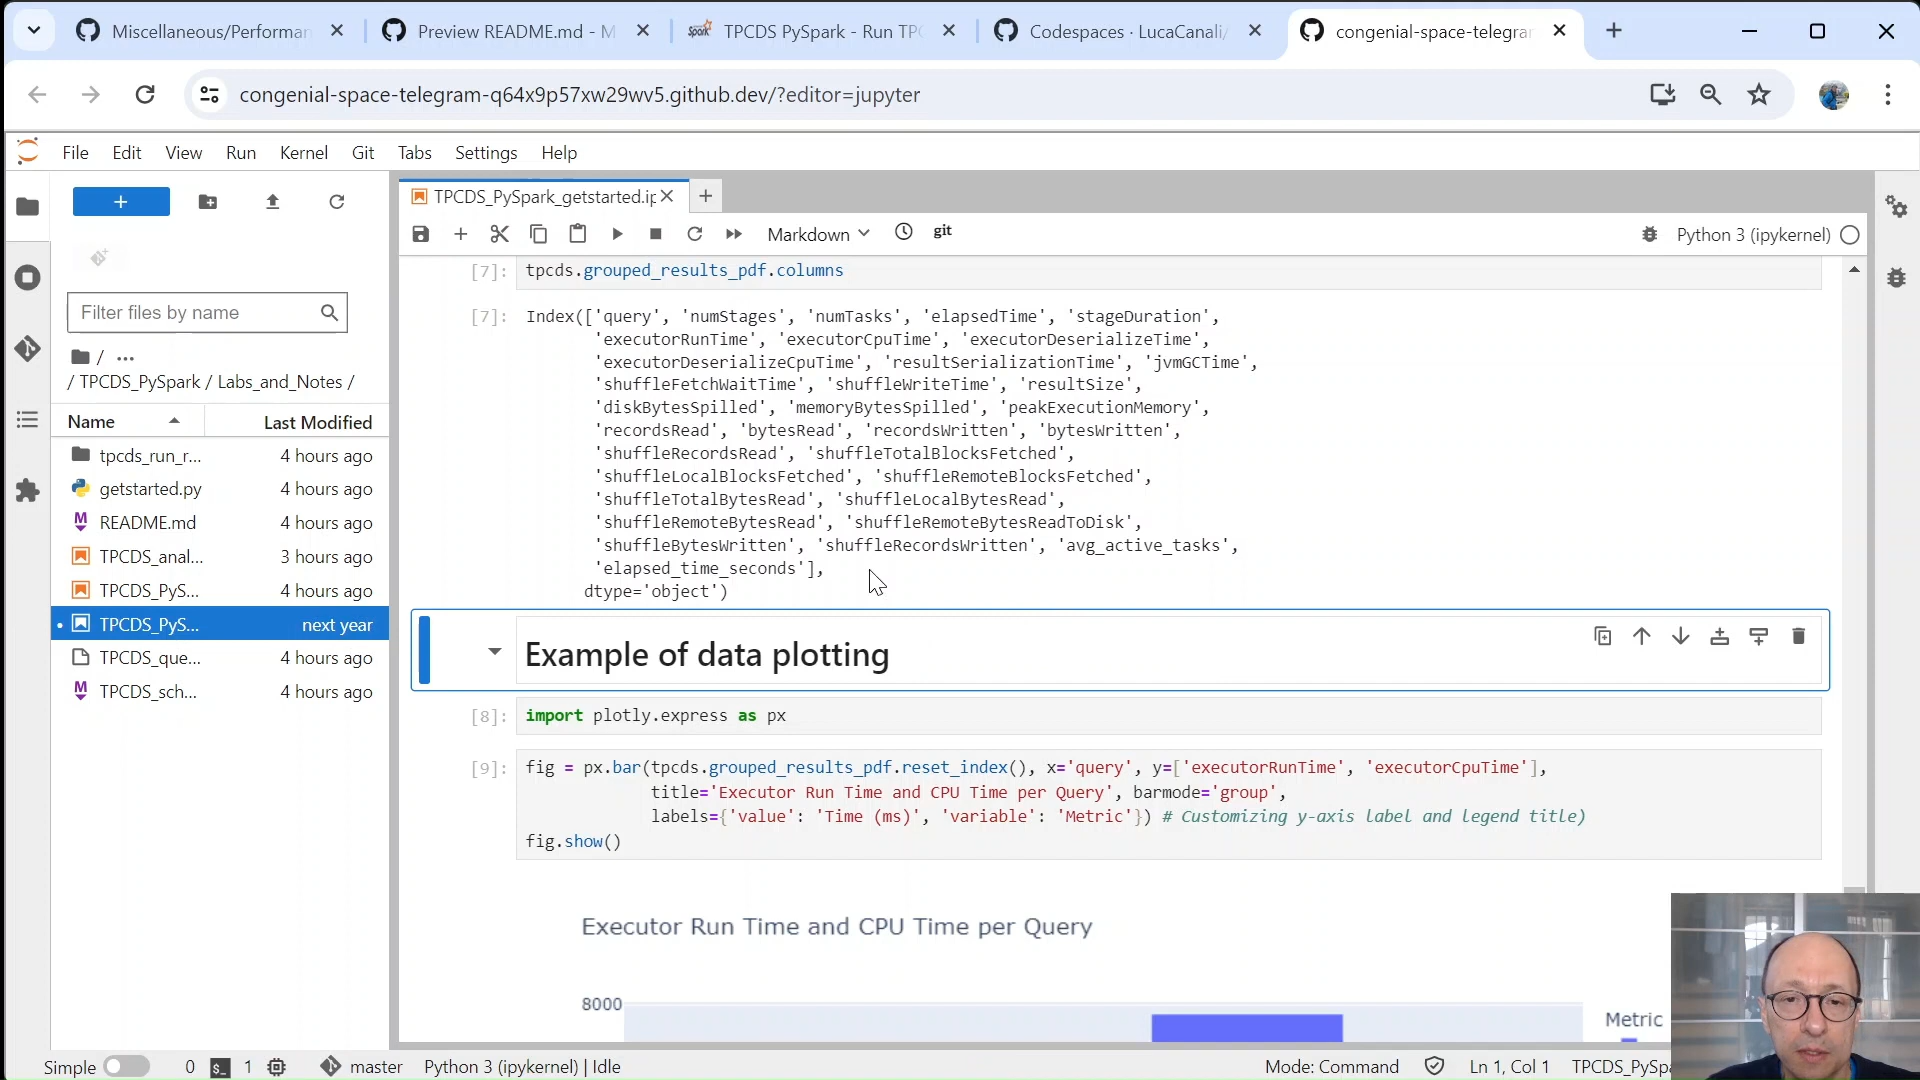 Miscellaneous/Performan
Preview README.md - M
TPCDS PySpark - Run TPC
Codespaces · LucaCanali/
congenial-space-telegram
congenial-space-telegram-q64x9p57xw29wv5.github.dev/?editor=jupyter
File Edit View Run Kernel Git Tabs Settings Help
TPCDS_PySpark_getstarted.ip
Markdown
git
Python 3 (ipykernel)
Filter files by name
/ ...
/ TPCDS_PySpark / Labs_and_Notes /
Name Last Modified
tpcds_run_r... 4 hours ago
getstarted.py 4 hours ago
README.md 4 hours ago
TPCDS_anal... 3 hours ago
TPCDS_PyS... 4 hours ago
TPCDS_PyS... next year
TPCDS_que... 4 hours ago
TPCDS_sch... 4 hours ago
[7]: tpcds.grouped_results_pdf.columns
[7]: Index(['query', 'numStages', 'numTasks', 'elapsedTime', 'stageDuration',
'executorRunTime', 'executorCpuTime', 'executorDeserializeTime',
'executorDeserializeCpuTime', 'resultSerializationTime', 'jvmGCTime',
'shuffleFetchWaitTime', 'shuffleWriteTime', 'resultSize',
'diskBytesSpilled', 'memoryBytesSpilled', 'peakExecutionMemory',
'recordsRead', 'bytesRead', 'recordsWritten', 'bytesWritten',
'shuffleRecordsRead', 'shuffleTotalBlocksFetched',
'shuffleLocalBlocksFetched', 'shuffleRemoteBlocksFetched',
'shuffleTotalBytesRead', 'shuffleLocalBytesRead',
'shuffleRemoteBytesRead', 'shuffleRemoteBytesReadToDisk',
'shuffleBytesWritten', 'shuffleRecordsWritten', 'avg_active_tasks',
'elapsed_time_seconds'],
dtype='object')
Example of data plotting
[8]: import plotly.express as px
[9]: fig = px.bar(tpcds.grouped_results_pdf.reset_index(), x='query', y=['executorRunTime', 'executorCpuTime'],
title='Executor Run Time and CPU Time per Query', barmode='group',
labels={'value': 'Time (ms)', 'variable': 'Metric'}) # Customizing y-axis label and legend title)
fig.show()
Executor Run Time and CPU Time per Query
8000
Metric
Simple 0 $_ 1 master Python 3 (ipykernel) | Idle Mode: Command Ln 1, Col 1 TPCDS_PySpa